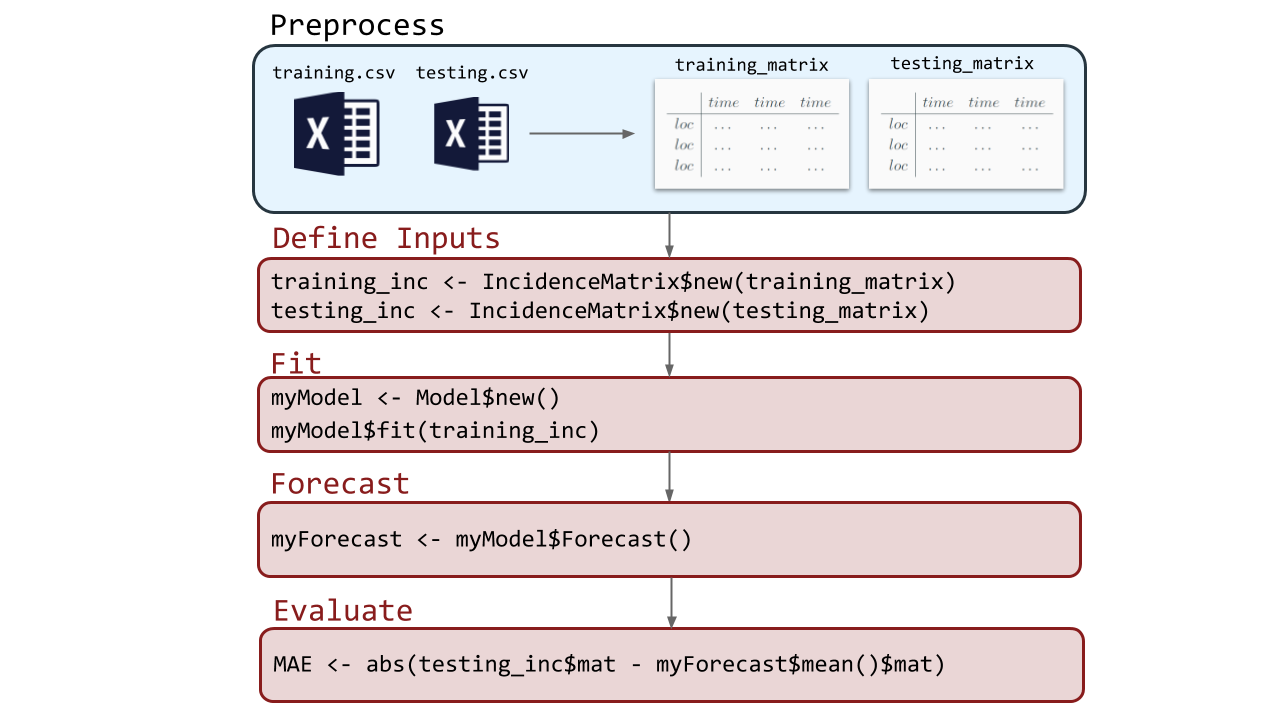 Preprocess
training.csv testing.csv training_matrix testing_matrix
X X
time time time time time time
loc ... ... ... loc ... ... ...
loc ... ... ... loc ... ... ...
loc ... ... ... loc ... ... ...
Define Inputs
training_inc <- IncidenceMatrix$new(training_matrix)
testing_inc <- IncidenceMatrix$new(testing_matrix)
Fit
myModel <- Model$new()
myModel$fit(training_inc)
Forecast
myForecast <- myModel$Forecast()
Evaluate
MAE <- abs(testing_inc$mat - myForecast$mean()$mat)